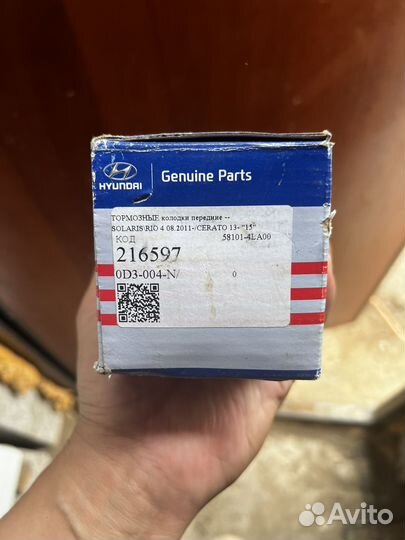 HYUNDAI
Genuine Parts
ТОРМОЗНЫЕ колодки передние --
SOLARIS\RIO 4 08.2011-/CERATO 13- "15"
КОД 58101-4LA00
216597
0D3-004-N/ 0
Avito